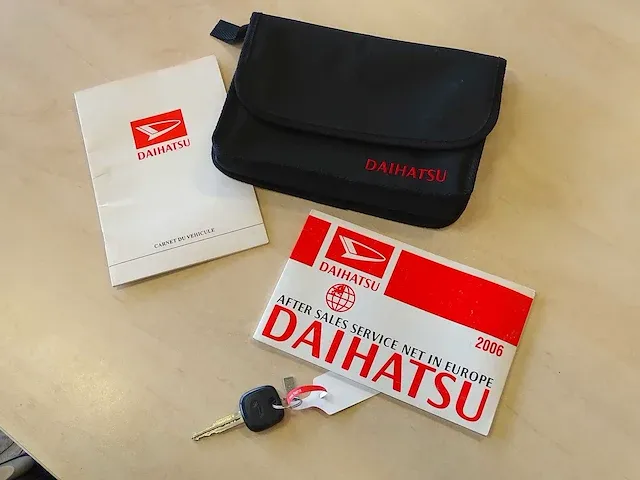 DAIHATSU
CARNET DU VEHICULE
DAIHATSU
DAIHATSU
2006
AFTER SALES SERVICE NET IN EUROPE
DAIHATSU